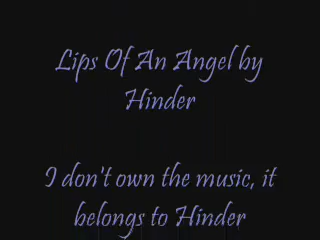 Lips Of An Angel by
Hinder
I don't own the music, it
belongs to Hinder